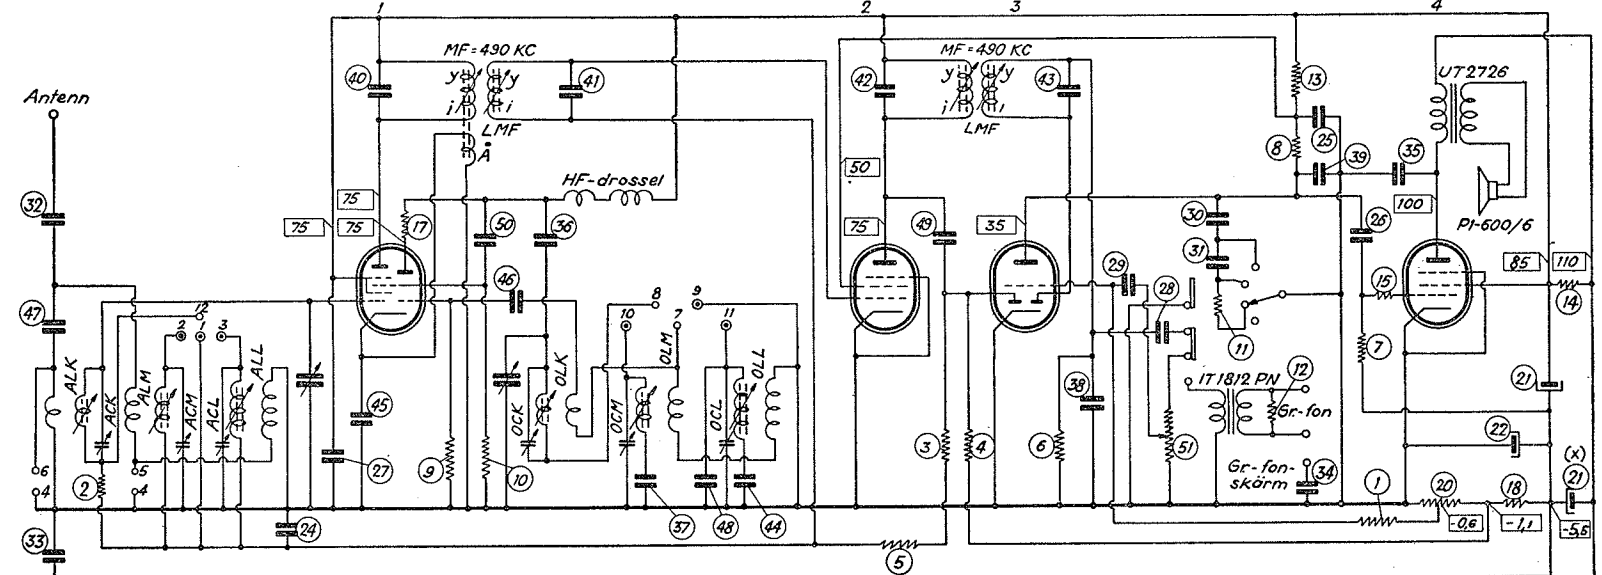 1
2
3
4
Antenn
MF=490 KC
MF=490 KC
UT2726
40
y
y
41
42
y
y
43
13
i
i
i
i
LMF
LMF
Å
8
25
39
35
HF-drossel
50
75
75
75
17
50
36
75
49
35
30
31
26
100
P1-600/6
32
47
46
29
28
15
85
110
14
12
2
1
3
8
9
10
7
11
ALK
ACK
ALM
ACM
ACL
ALL
45
OCK
OLK
OCM
OLM
OCL
OLL
38
11
IT1812 PN
12
Gr-fon
7
21
22
6
4
5
4
2
27
9
10
3
4
6
51
Gr-fon-
skärm
34
1
20
18
(x)
21
33
24
37
48
44
5
-0,6
-1,1
-5,5